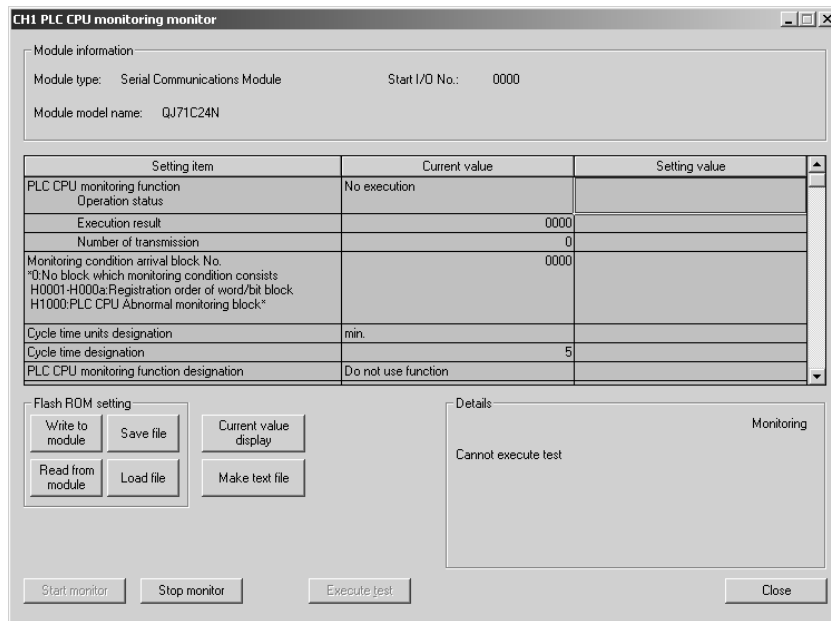 CH1 PLC CPU monitoring monitor
Module information
Module type: Serial Communications Module Start I/O No.: 0000
Module model name: QJ71C24N
Setting item Current value Setting value
PLC CPU monitoring function No execution
Operation status
Execution result 0000
Number of transmission 0
Monitoring condition arrival block No. 0000
*0:No block which monitoring condition consists
H0001-H000a:Registration order of word/bit block
H1000:PLC CPU Abnormal monitoring block*
Cycle time units designation min.
Cycle time designation 5
PLC CPU monitoring function designation Do not use function
Flash ROM setting
Write to
module
Save file
Current value
display
Read from
module
Load file
Make text file
Details
Monitoring
Cannot execute test
Start monitor Stop monitor Execute test Close